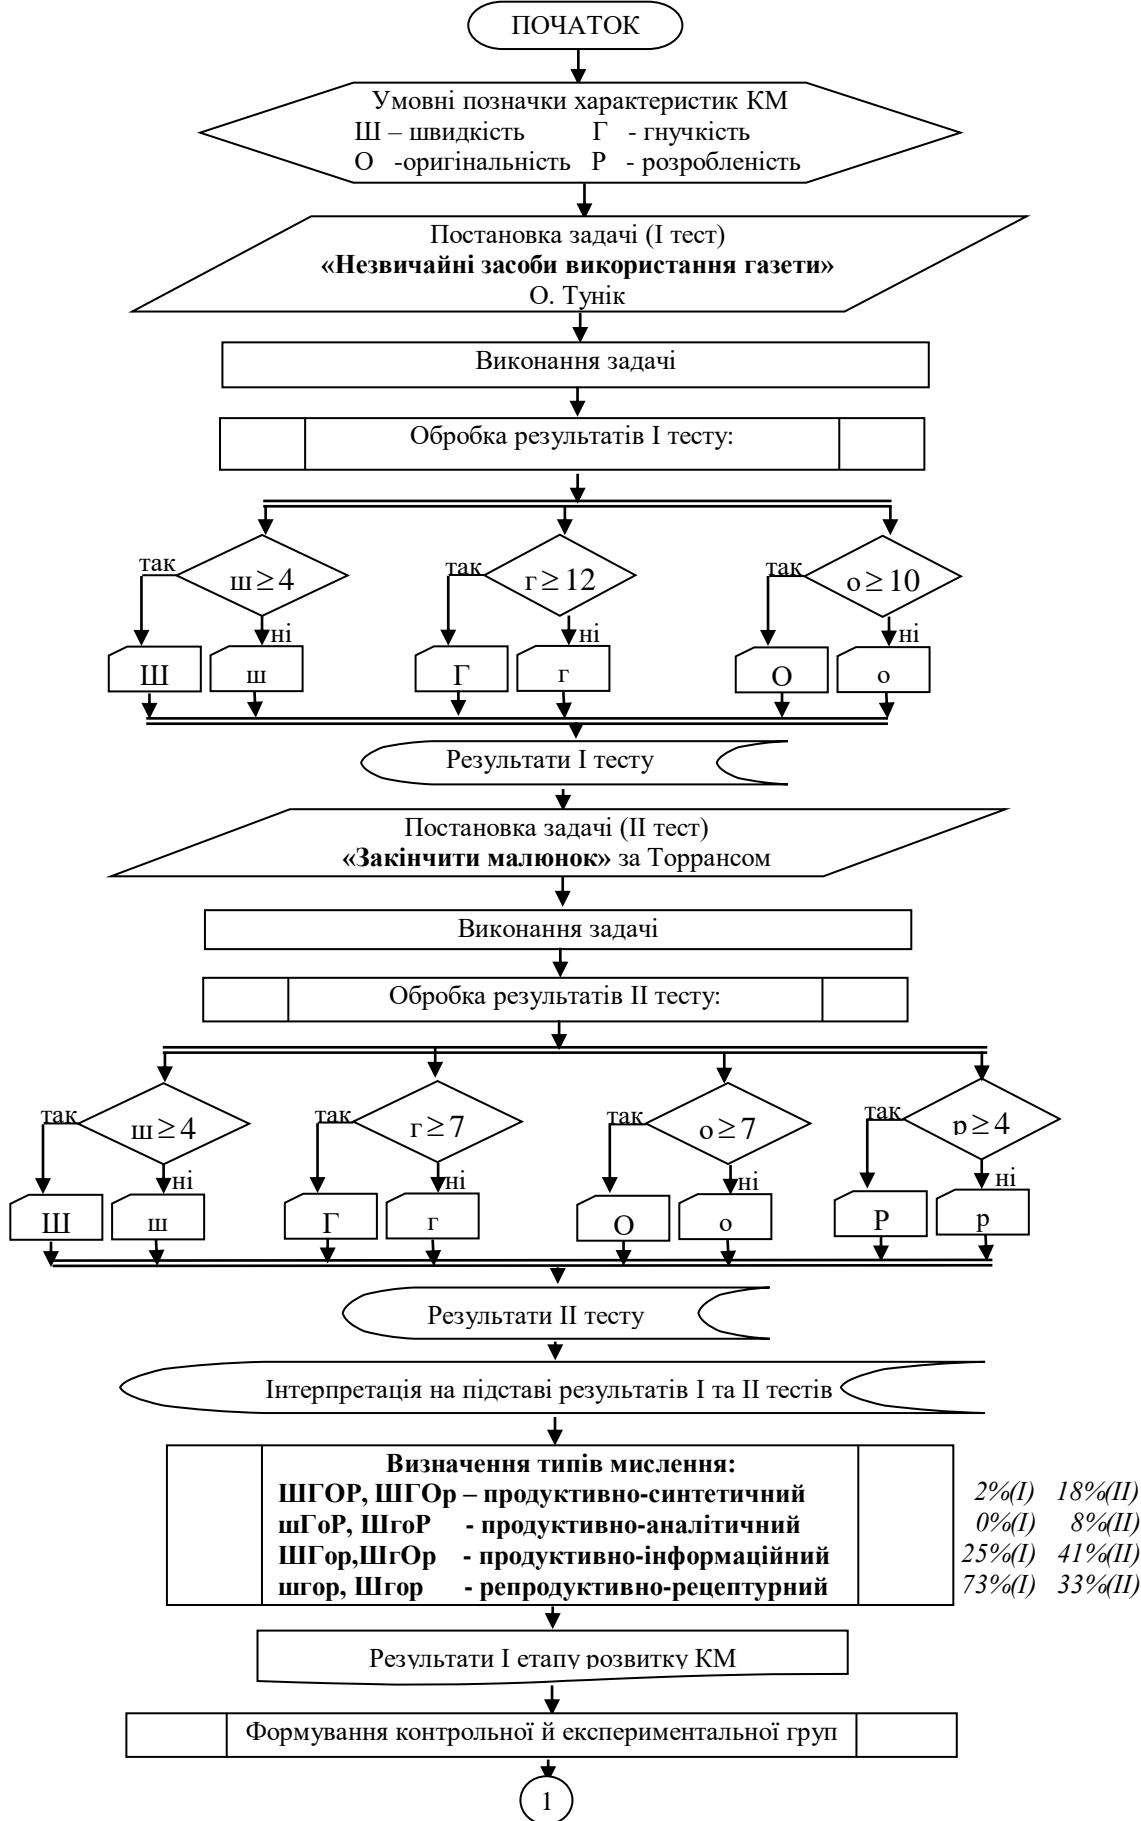 ПОЧАТОК
Умовні позначки характеристик КМ
Ш – швидкість Г - гнучкість
О -оригінальність Р - розробленість
Постановка задачі (І тест)
«Незвичайні засоби використання газети»
О. Тунік
Виконання задачі
Обробка результатів І тесту:
так ш ≥ 4 так г ≥ 12 так о ≥ 10
ні ні ні
Ш ш Г г О о
Результати І тесту
Постановка задачі (ІІ тест)
«Закінчити малюнок» за Торрансом
Виконання задачі
Обробка результатів ІІ тесту:
так ш ≥ 4 так г ≥ 7 так о ≥ 7 так р ≥ 4
ні ні ні ні
Ш ш Г г О о Р р
Результати ІІ тесту
Інтерпретація на підставі результатів І та ІІ тестів
Визначення типів мислення:
ШГОР, ШГОр – продуктивно-синтетичний 2%(I) 18%(II)
шГоР, ШгоР - продуктивно-аналітичний 0%(I) 8%(II)
ШГор,ШгОр - продуктивно-інформаційний 25%(I) 41%(II)
шгор, Шгор - репродуктивно-рецептурний 73%(I) 33%(II)
Результати І етапу розвитку КМ
Формування контрольної й експериментальної груп
1